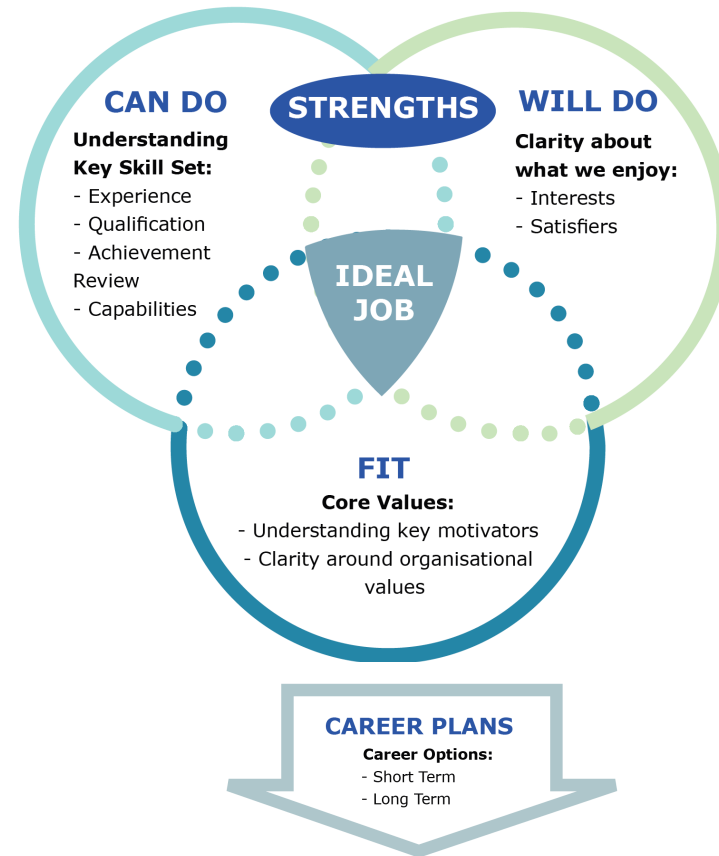 CAN DO
Understanding
Key Skill Set:
- Experience
- Qualification
- Achievement
Review
- Capabilities
STRENGTHS
WILL DO
Clarity about
what we enjoy:
- Interests
- Satisfiers
IDEAL
JOB
FIT
Core Values:
- Understanding key motivators
- Clarity around organisational
values
CAREER PLANS
Career Options:
- Short Term
- Long Term